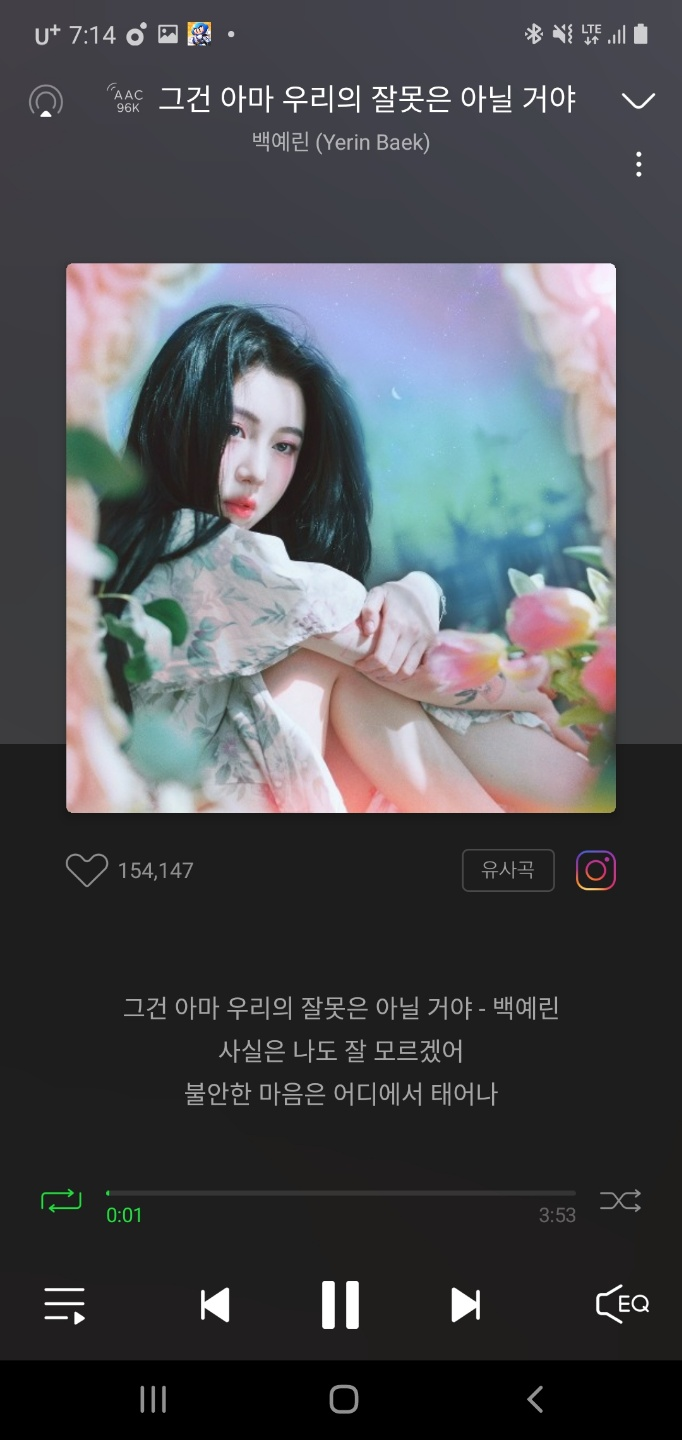 U+ 7:14 LTE
AAC 그건 아마 우리의 잘못은 아닐 거야
96K
백예린 (Yerin Baek)
154,147 유사곡
그건 아마 우리의 잘못은 아닐 거야 - 백예린
사실은 나도 잘 모르겠어
불안한 마음은 어디에서 태어나
0:01 3:53
EQ